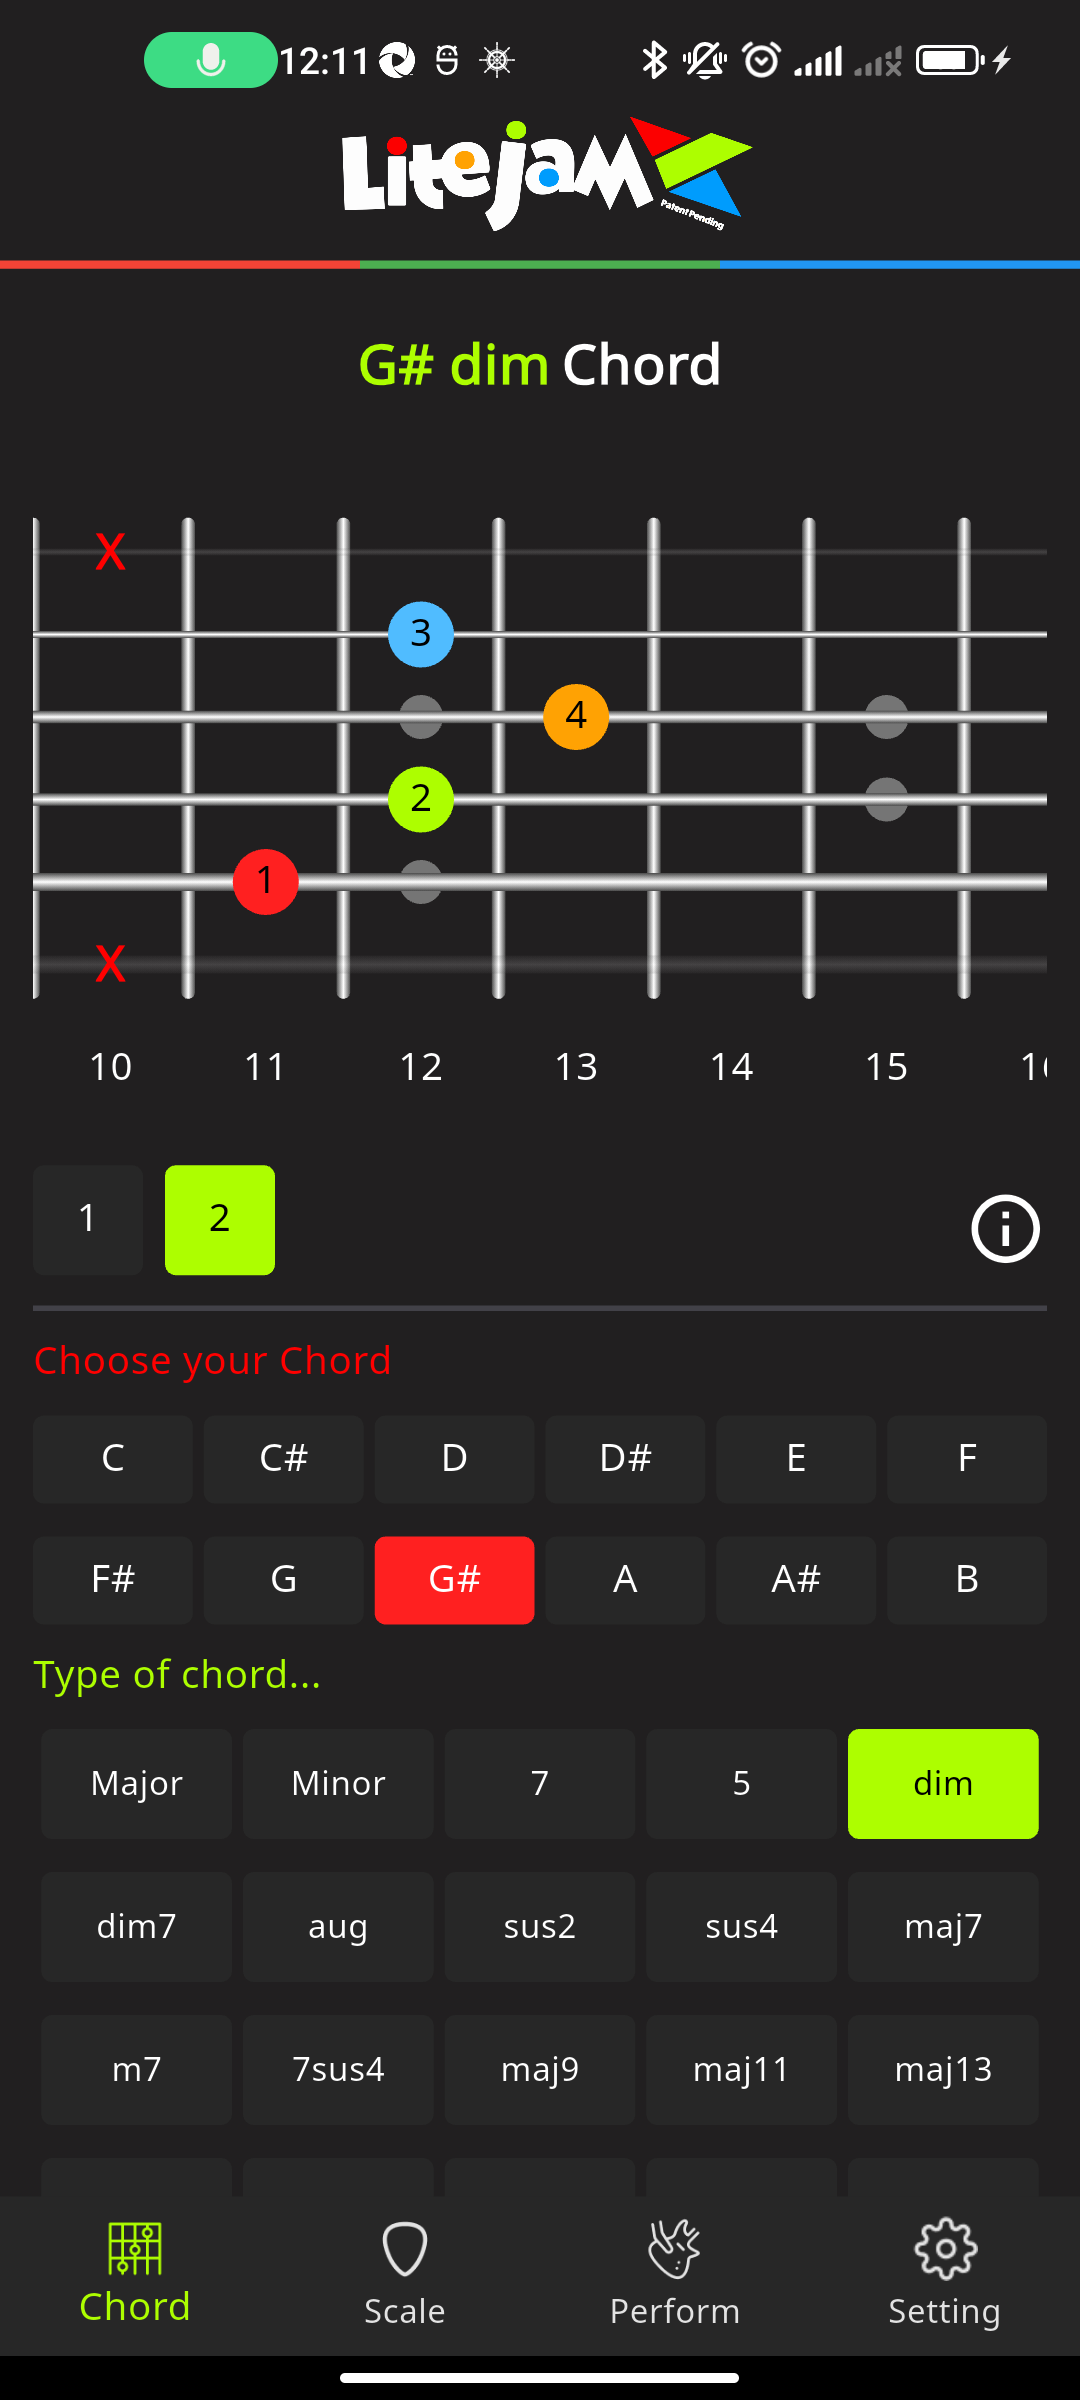 12:11
LiteJam
Patent Pending
G# dim Chord
X
3
4
2
1
X
10 11 12 13 14 15
1 2
Choose your Chord
C C# D D# E F
F# G G# A A# B
Type of chord...
Major Minor 7 5 dim
dim7 aug sus2 sus4 maj7
m7 7sus4 maj9 maj11 maj13
Chord Scale Perform Setting